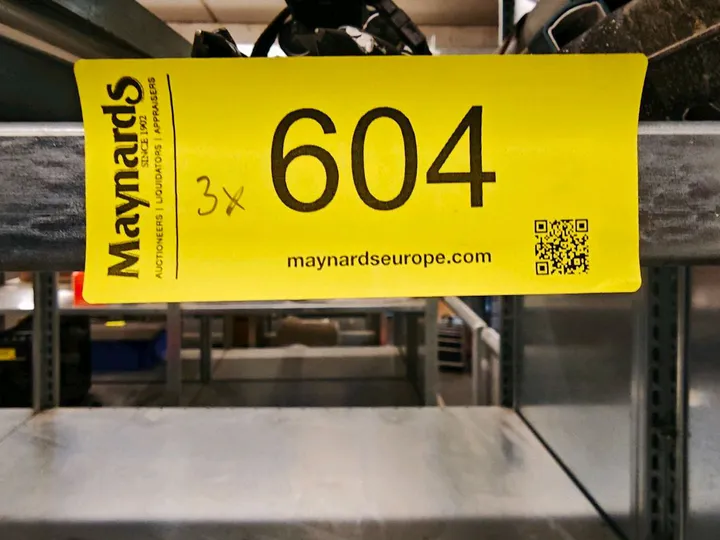 Maynards
SINCE 1902
AUCTIONEERS | LIQUIDATORS | APPRAISERS
3x
604
maynardseurope.com